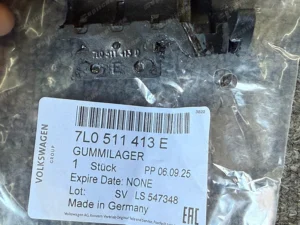 7L0 511 413 D
E
VOLKSWAGEN
GROUP
7L0 511 413 E
GUMMILAGER
1 Stück PP 06.09.25
Expire Date: NONE
Lot: SV LS 547348
Made in Germany
EAC